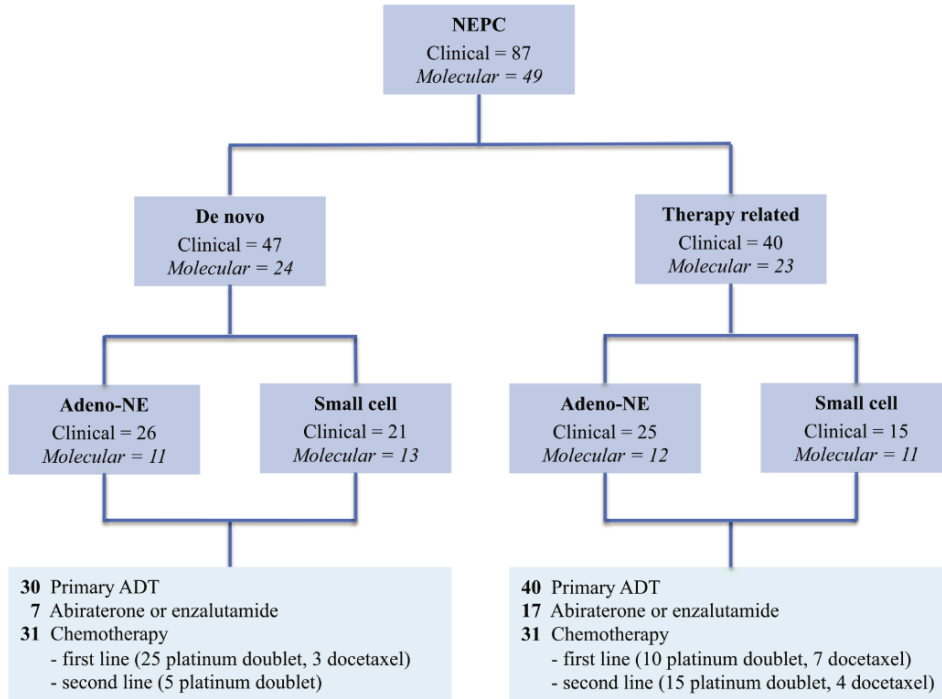 NEPC
Clinical = 87
Molecular = 49
De novo
Clinical = 47
Molecular = 24
Therapy related
Clinical = 40
Molecular = 23
Adeno-NE
Clinical = 26
Molecular = 11
Small cell
Clinical = 21
Molecular = 13
Adeno-NE
Clinical = 25
Molecular = 12
Small cell
Clinical = 15
Molecular = 11
30 Primary ADT
7 Abiraterone or enzalutamide
31 Chemotherapy
- first line (25 platinum doublet, 3 docetaxel)
- second line (5 platinum doublet)
40 Primary ADT
17 Abiraterone or enzalutamide
31 Chemotherapy
- first line (10 platinum doublet, 7 docetaxel)
- second line (15 platinum doublet, 4 docetaxel)